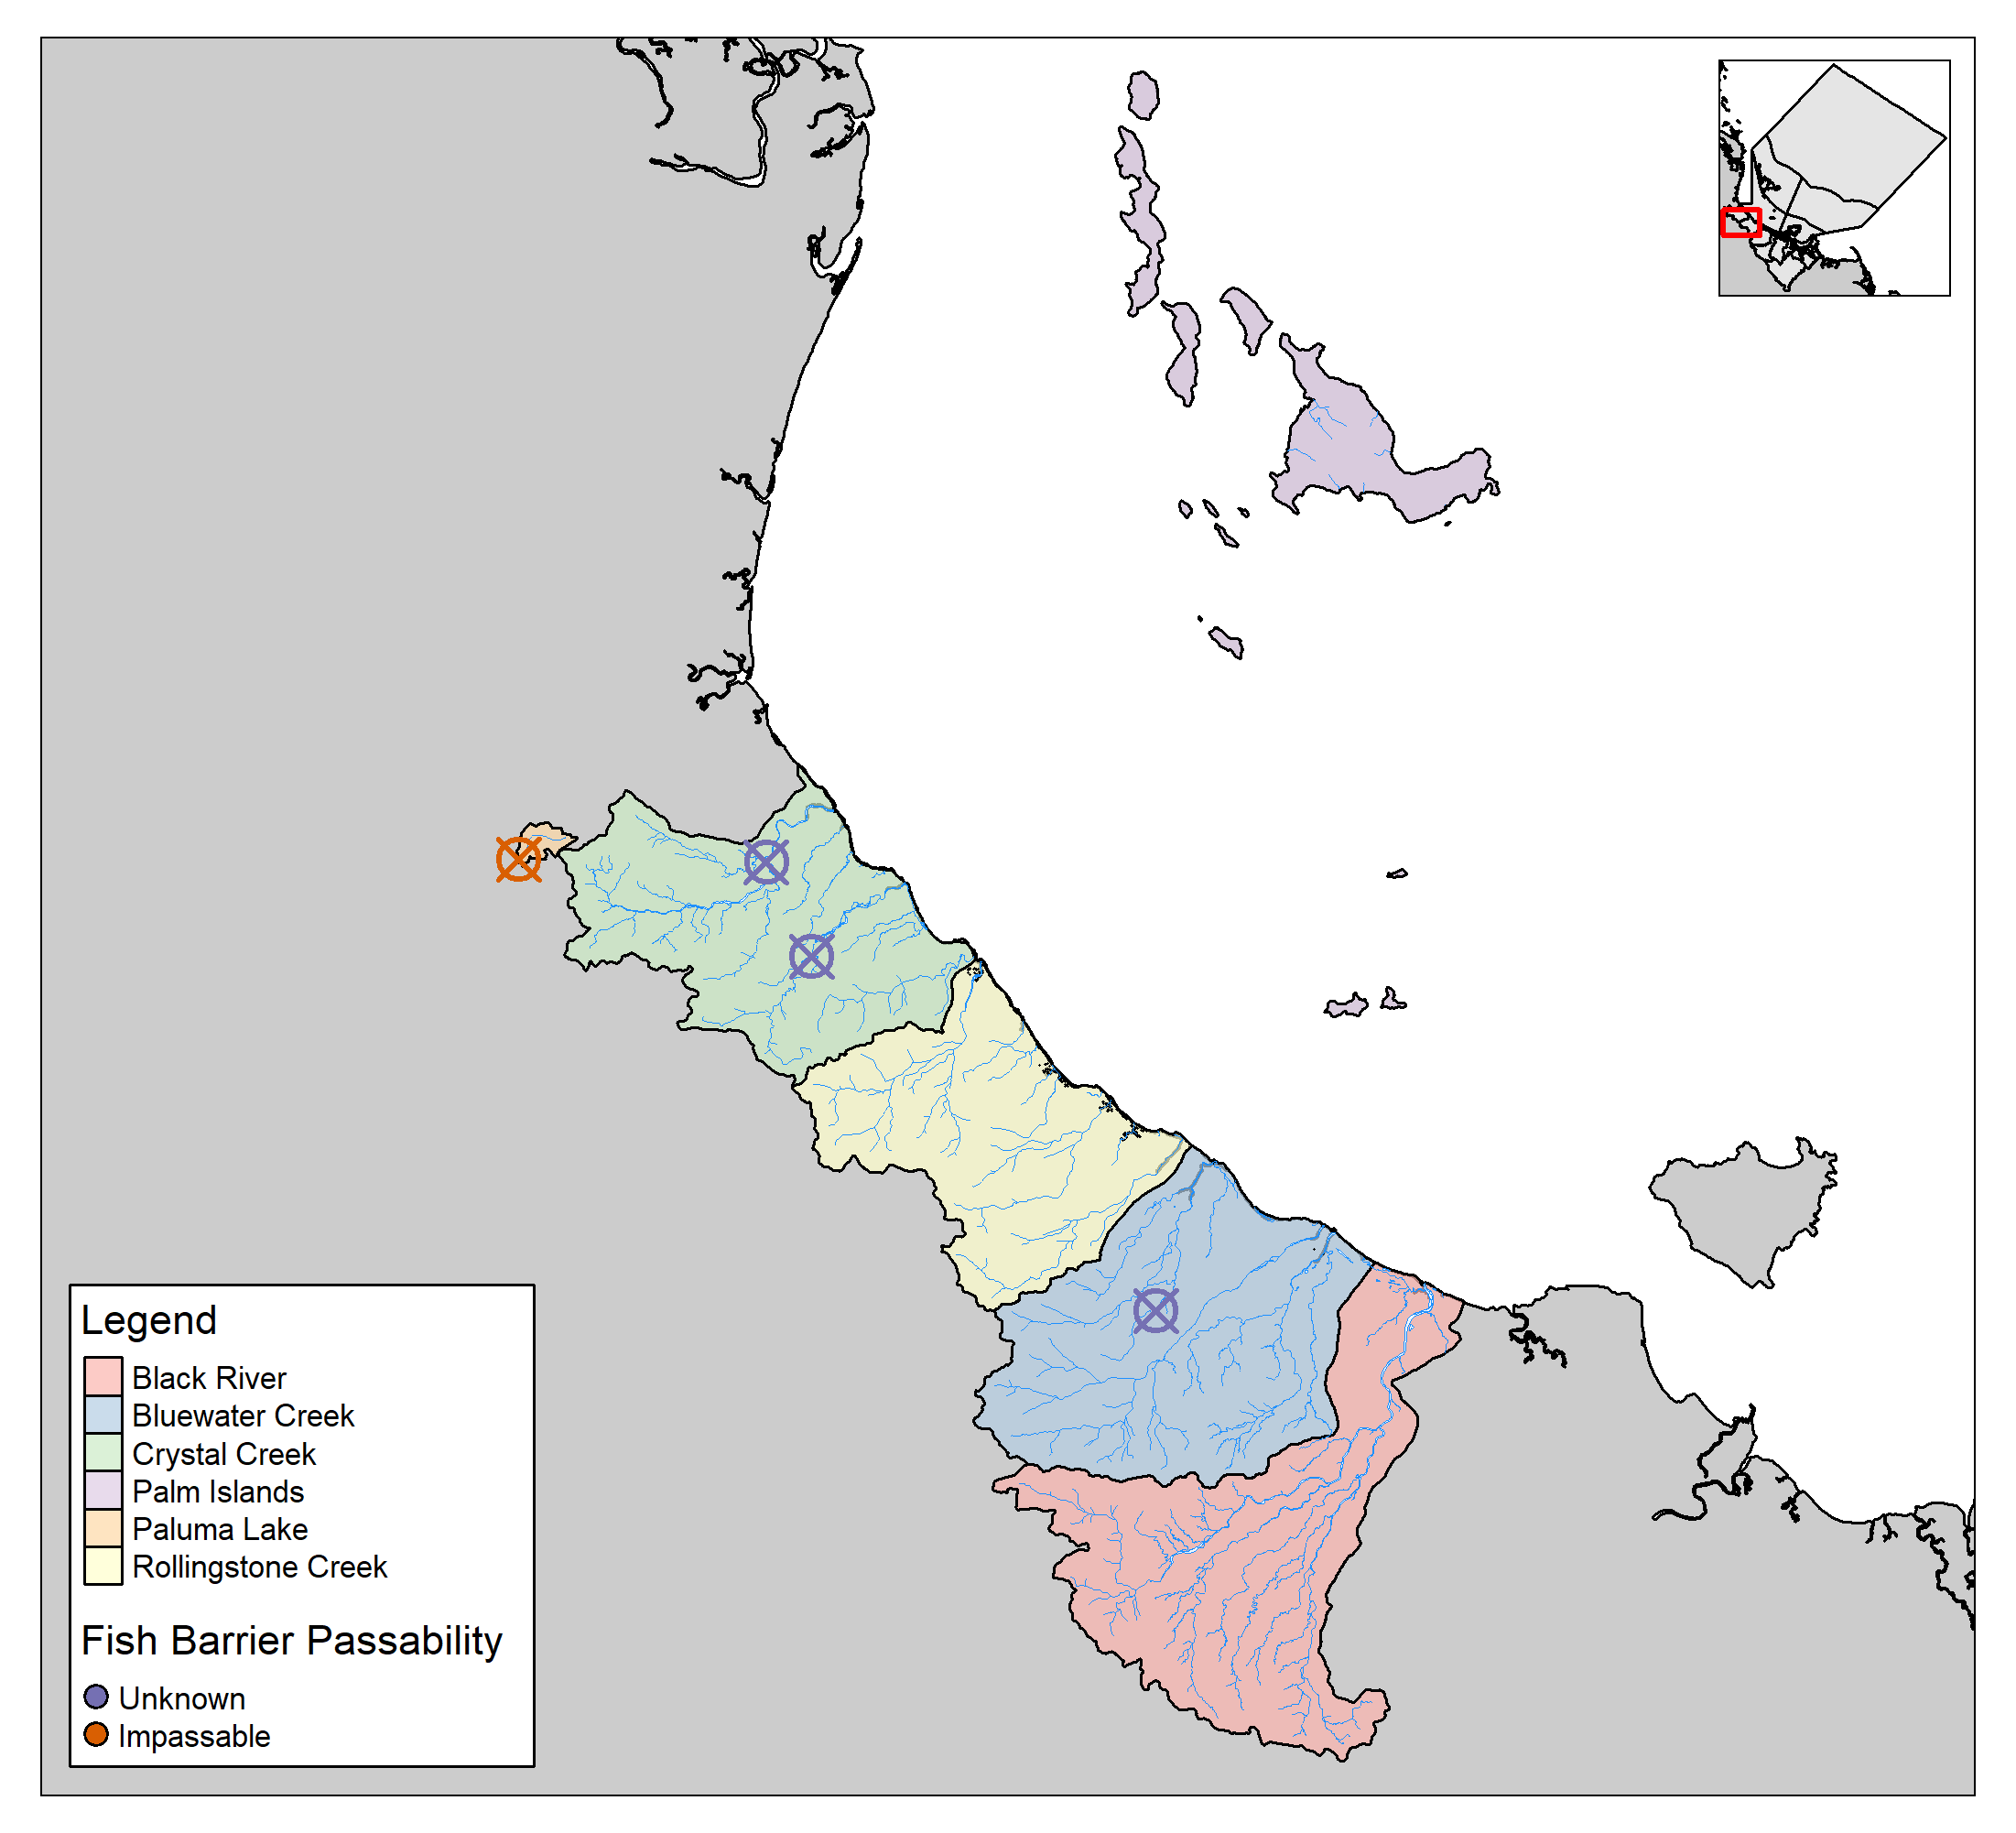 Legend
Black River
Bluewater Creek
Crystal Creek
Palm Islands
Paluma Lake
Rollingstone Creek
Fish Barrier Passability
Unknown
Impassable